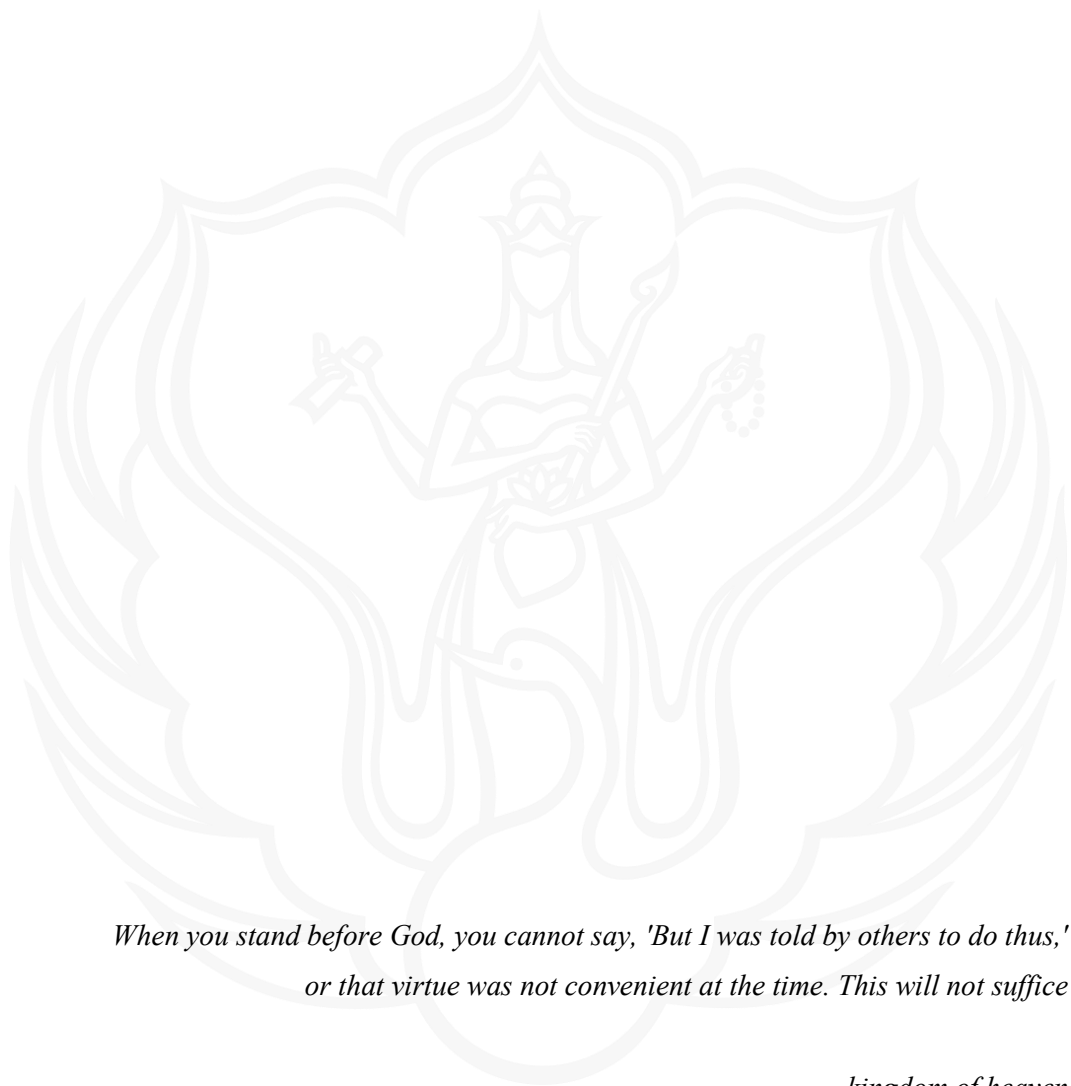 When you stand before God, you cannot say, 'But I was told by others to do thus,'
or that virtue was not convenient at the time. This will not suffice
kingdom of heaven